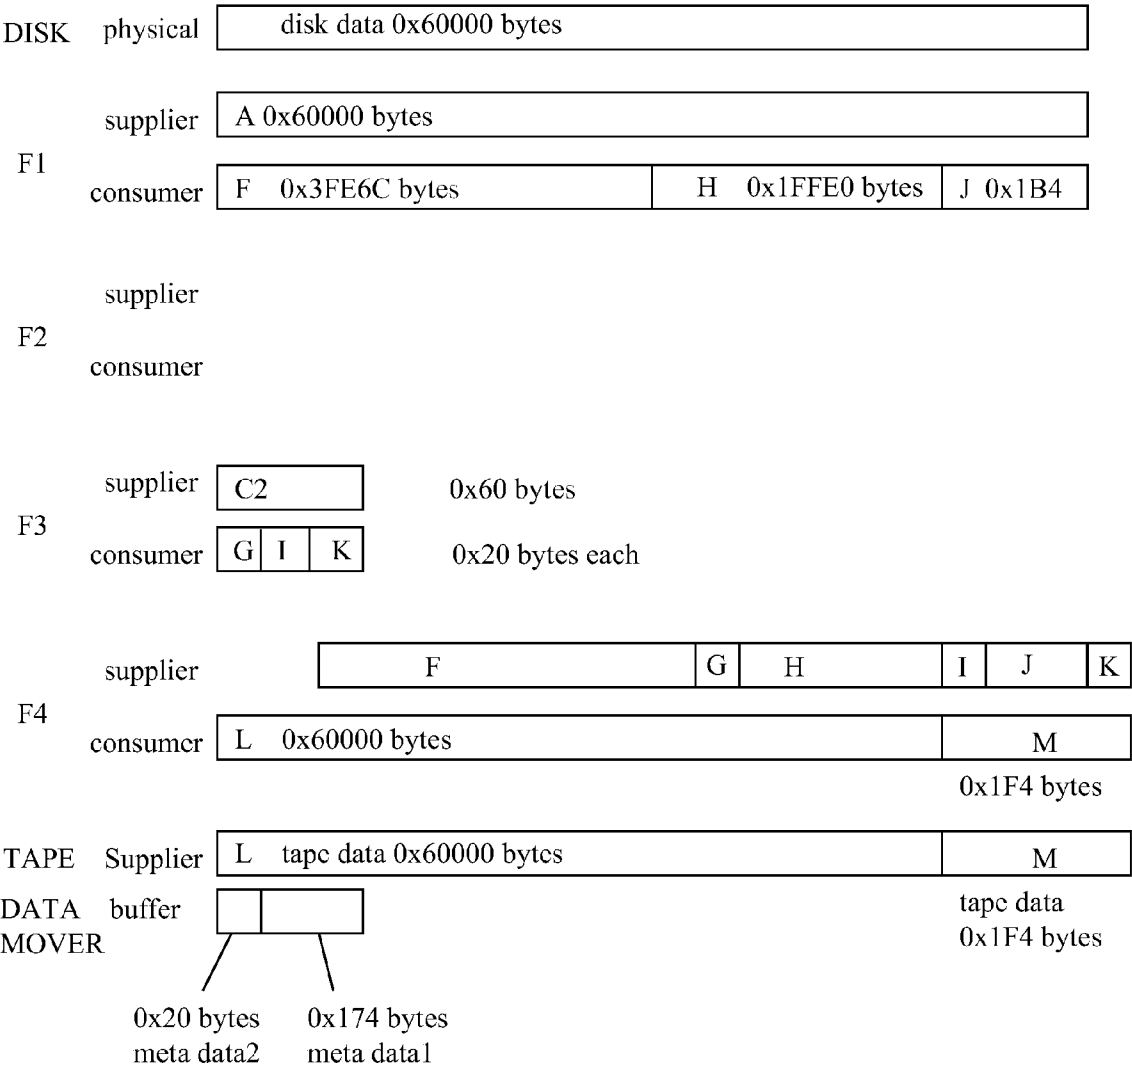 DISK physical disk data 0x60000 bytes
supplier A 0x60000 bytes
F1
consumer F 0x3FE6C bytes H 0x1FFE0 bytes J 0x1B4
supplier
F2
consumer
supplier C2 0x60 bytes
F3
consumer G I K 0x20 bytes each
supplier F G H I J K
F4
consumer L 0x60000 bytes M
0x1F4 bytes
TAPE Supplier L tape data 0x60000 bytes M
DATA buffer tape data
MOVER 0x1F4 bytes
0x20 bytes 0x174 bytes
meta data2 meta data1